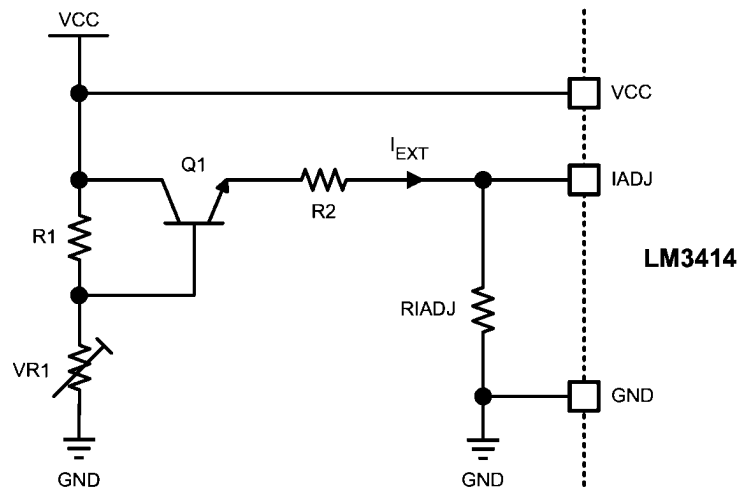 VCC
VCC
Q1
IEXT
IADJ
R1
R2
LM3414
RIADJ
VR1
GND
GND
GND